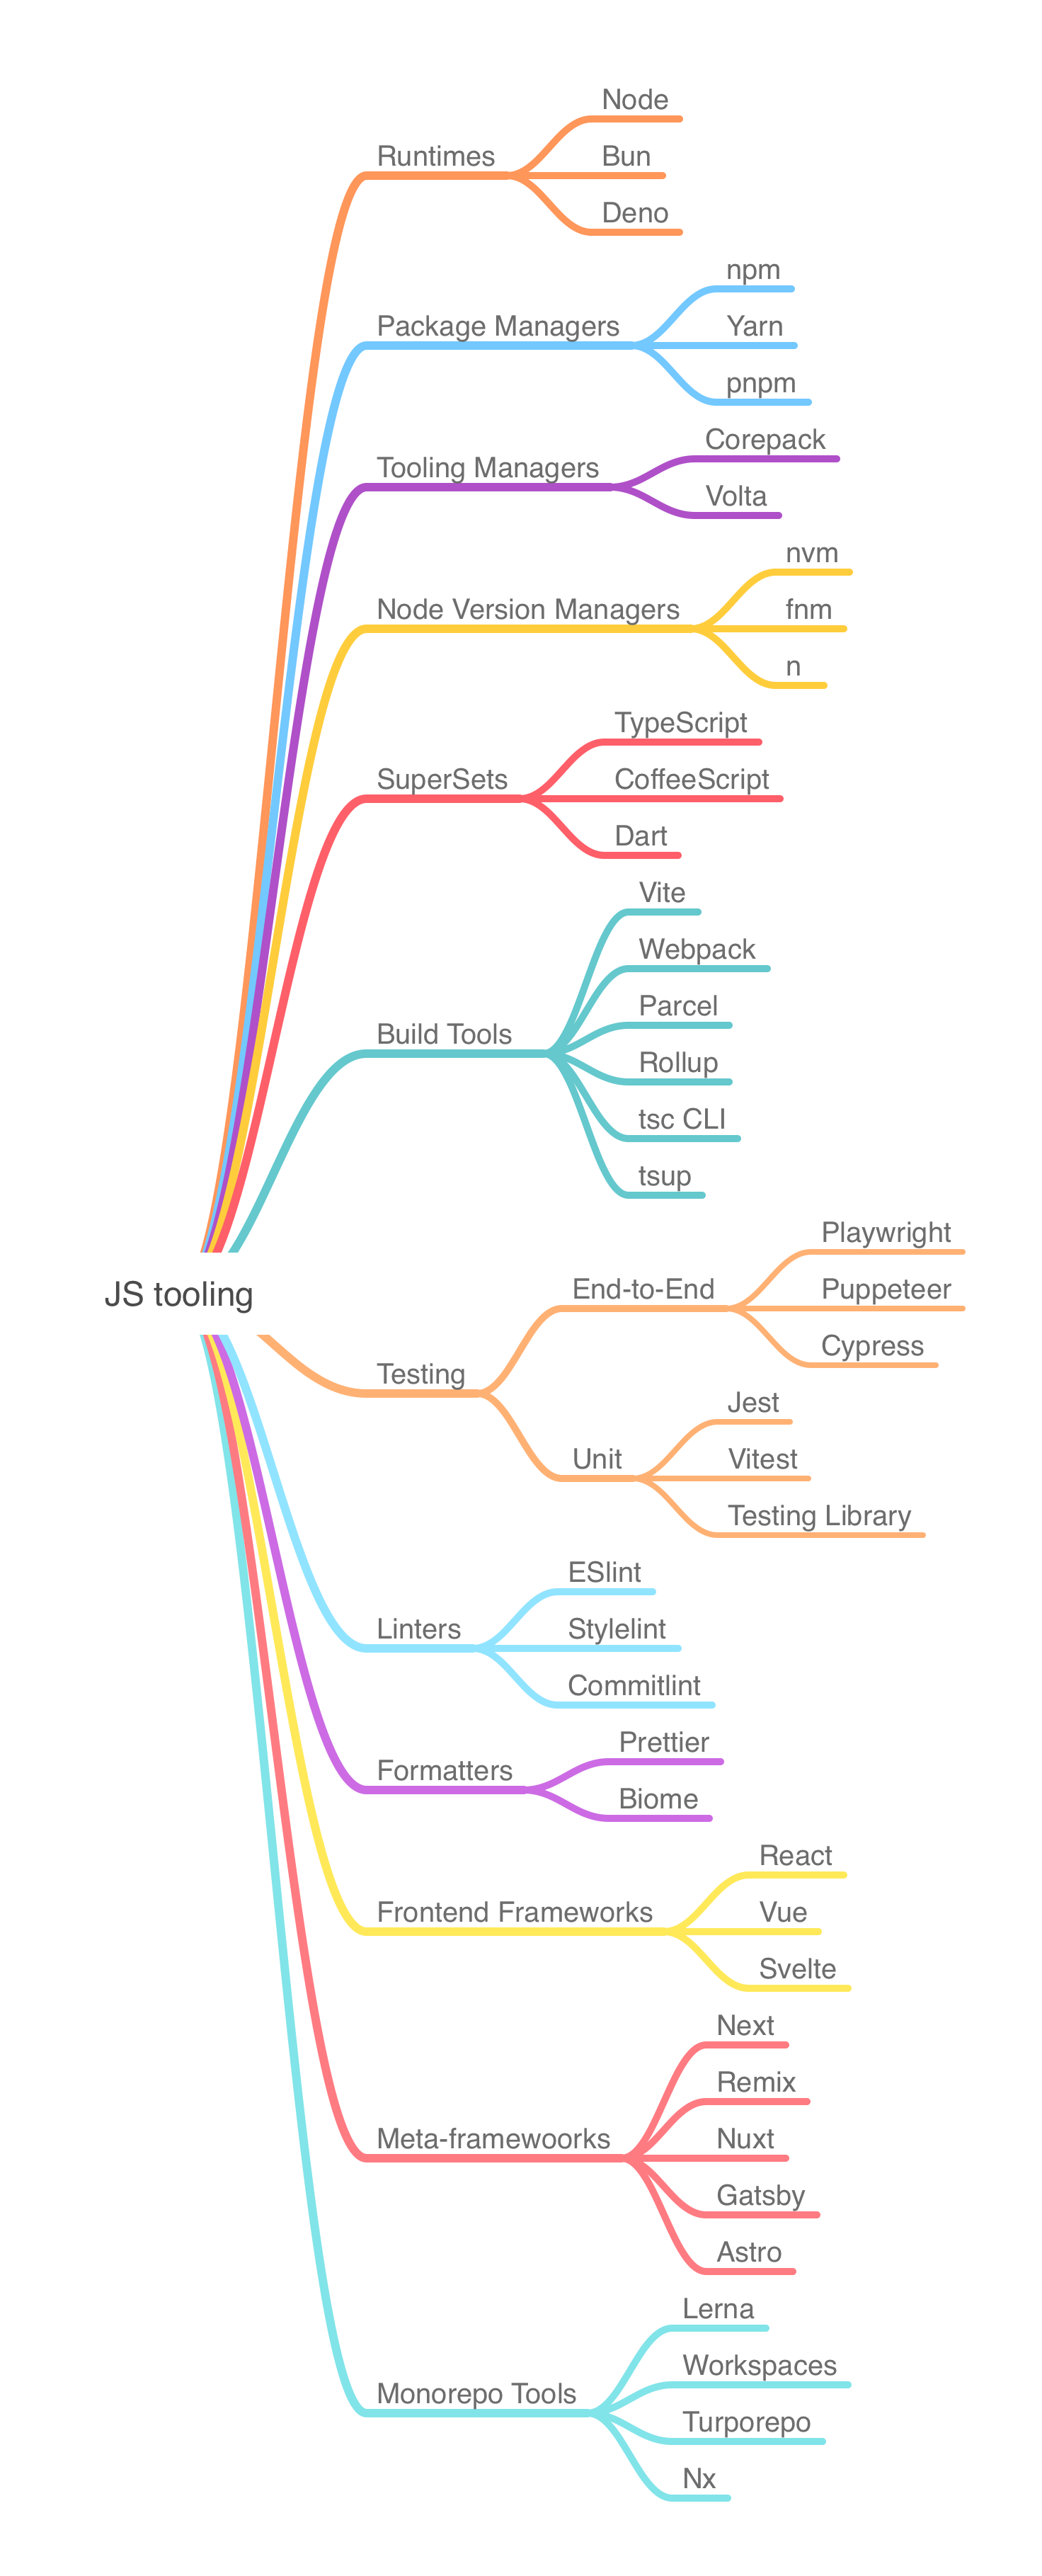 JS tooling
Runtimes
Node
Bun
Deno
Package Managers
npm
Yarn
pnpm
Tooling Managers
Corepack
Volta
Node Version Managers
nvm
fnm
n
SuperSets
TypeScript
CoffeeScript
Dart
Build Tools
Vite
Webpack
Parcel
Rollup
tsc CLI
tsup
Testing
End-to-End
Playwright
Puppeteer
Cypress
Unit
Jest
Vitest
Testing Library
Linters
ESlint
Stylelint
Commitlint
Formatters
Prettier
Biome
Frontend Frameworks
React
Vue
Svelte
Meta-framewoorks
Next
Remix
Nuxt
Gatsby
Astro
Monorepo Tools
Lerna
Workspaces
Turporepo
Nx